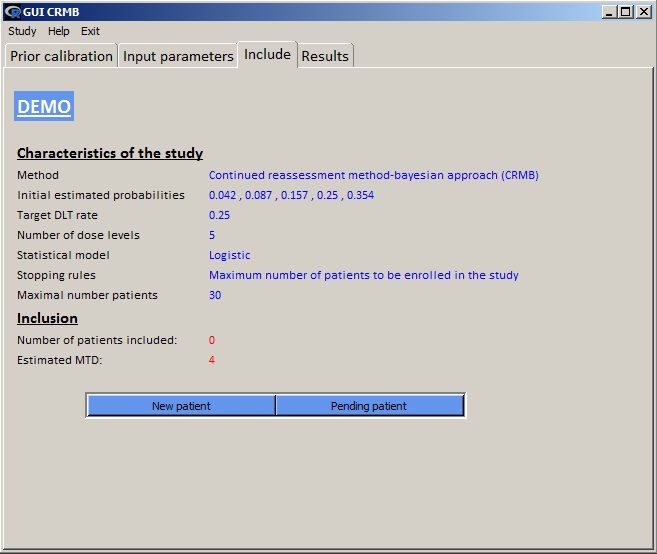 GUI CRMB
Study Help Exit
Prior calibration Input parameters Include Results
DEMO
Characteristics of the study
Method Continued reassessment method-bayesian approach (CRMB)
Initial estimated probabilities 0.042 , 0.087 , 0.157 , 0.25 , 0.354
Target DLT rate 0.25
Number of dose levels 5
Statistical model Logistic
Stopping rules Maximum number of patients to be enrolled in the study
Maximal number patients 30
Inclusion
Number of patients included: 0
Estimated MTD: 4
New patient Pending patient